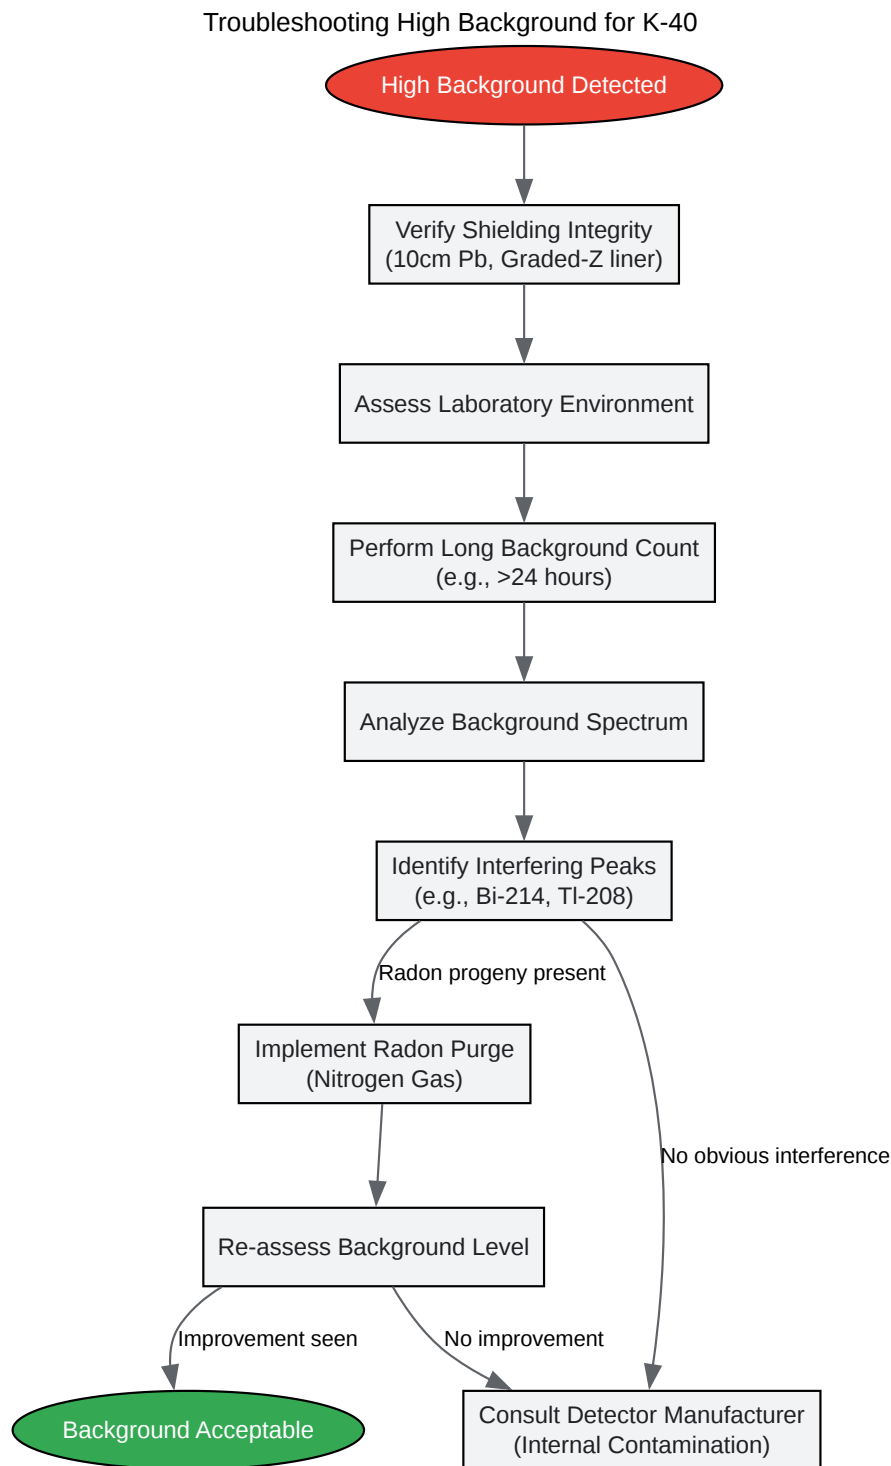 Troubleshooting High Background for K-40
High Background Detected
Verify Shielding Integrity
(10cm Pb, Graded-Z liner)
Assess Laboratory Environment
Perform Long Background Count
(e.g., >24 hours)
Analyze Background Spectrum
Identify Interfering Peaks
(e.g., Bi-214, Tl-208)
Radon progeny present
Implement Radon Purge
(Nitrogen Gas)
No obvious interference
Re-assess Background Level
Improvement seen
No improvement
Background Acceptable
Consult Detector Manufacturer
(Internal Contamination)